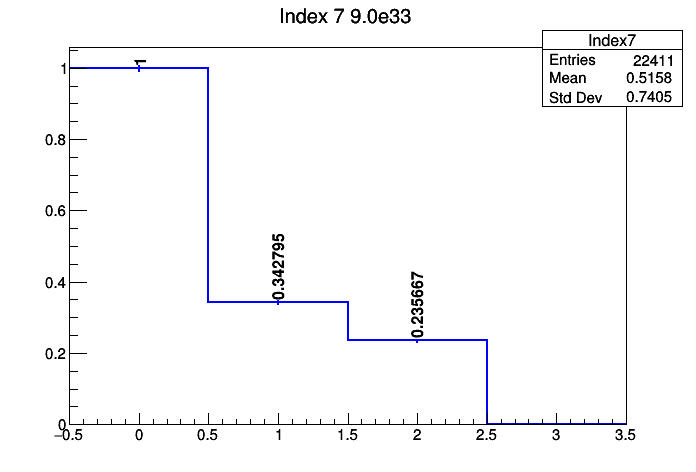 Index 7 9.0e33
Index7
Entries 22411
Mean 0.5158
Std Dev 0.7405
1
0.8
0.6
0.4
0.2
0
1
0.342795
0.235667
−0.5 0 0.5 1 1.5 2 2.5 3 3.5